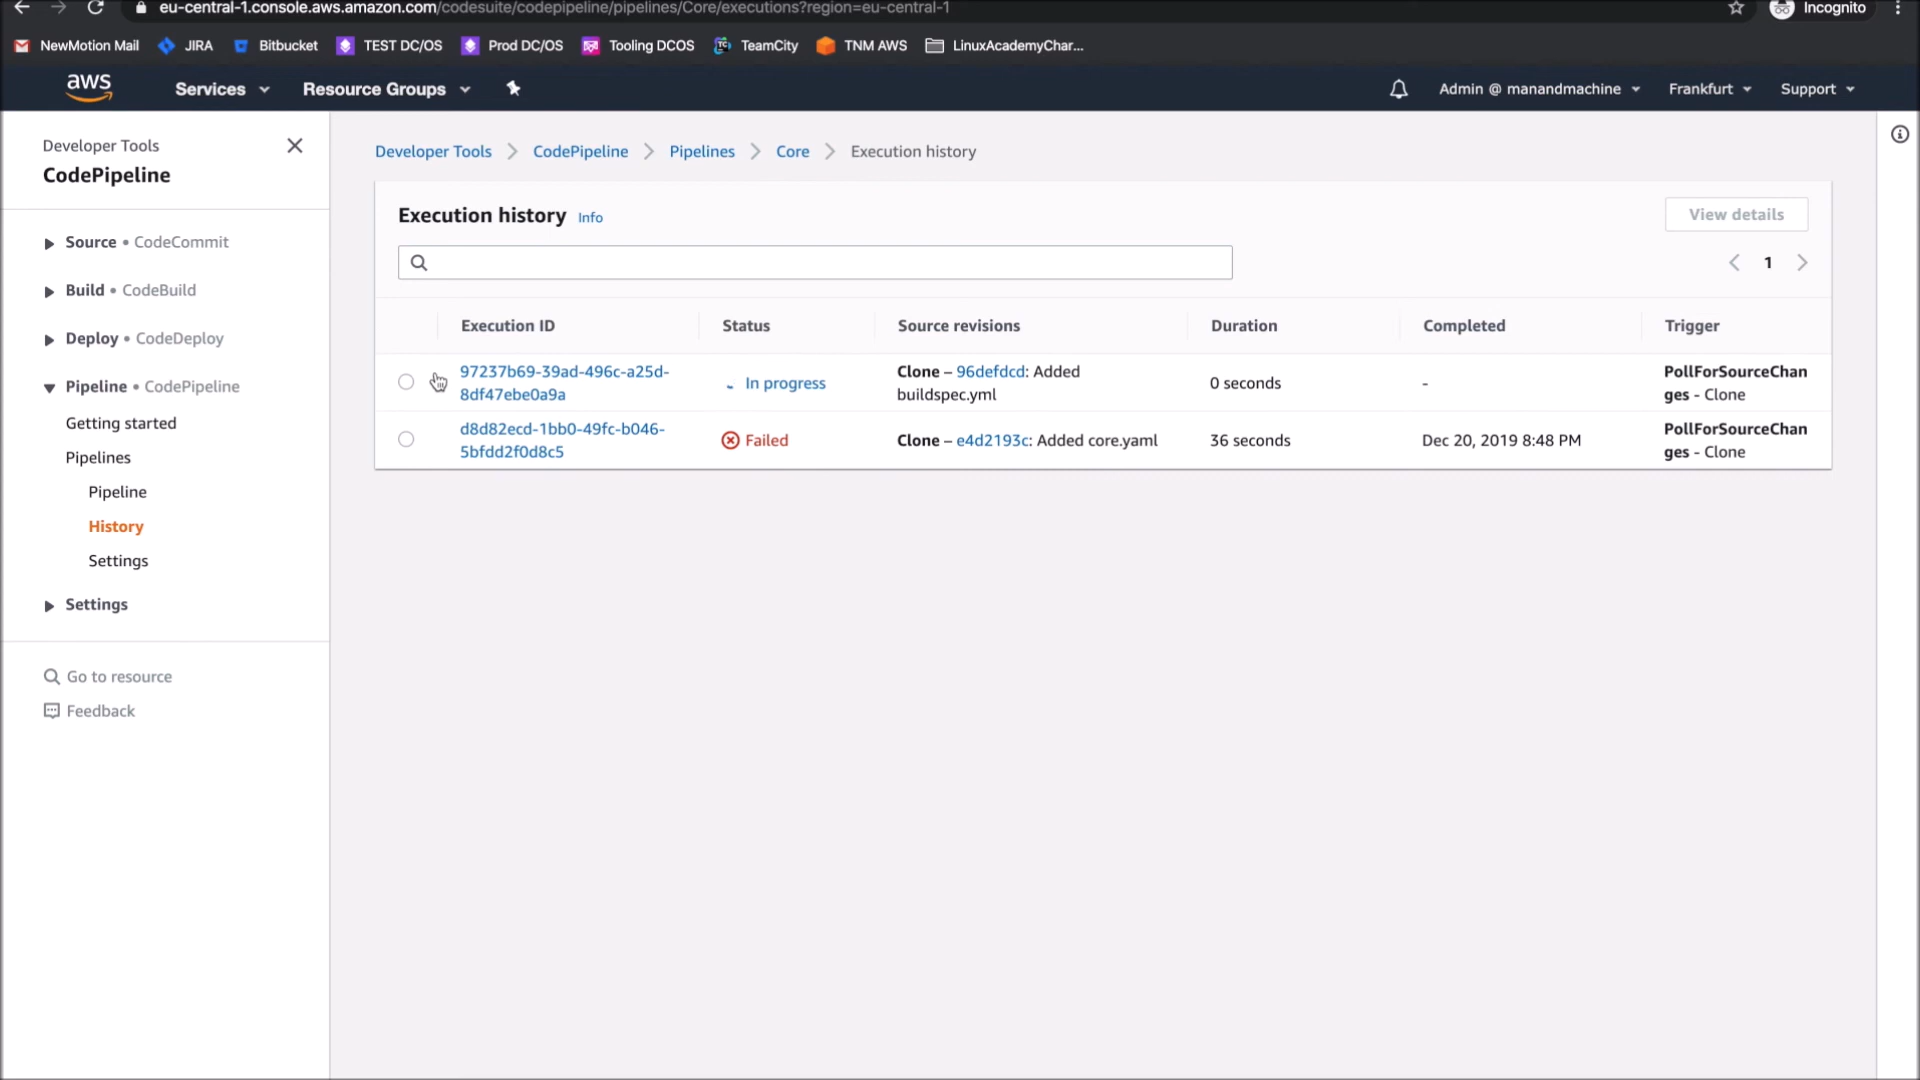 eu-central-1.console.aws.amazon.com/codesuite/codepipeline/pipelines/Core/executions?region=eu-central-1
Incognito
NewMotion Mail
JIRA
Bitbucket
TEST DC/OS
Prod DC/OS
Tooling DCOS
TeamCity
TNM AWS
LinuxAcademyChar...
aws
Services
Resource Groups
Admin @ manandmachine
Frankfurt
Support
Developer Tools
CodePipeline
Source • CodeCommit
Build • CodeBuild
Deploy • CodeDeploy
Pipeline • CodePipeline
Getting started
Pipelines
Pipeline
History
Settings
Settings
Go to resource
Feedback
Developer Tools
CodePipeline
Pipelines
Core
Execution history
Execution history Info
View details
1
Execution ID
Status
Source revisions
Duration
Completed
Trigger
97237b69-39ad-496c-a25d-
8df47ebe0a9a
In progress
Clone – 96defdcd: Added
buildspec.yml
0 seconds
-
PollForSourceChan
ges - Clone
d8d82ecd-1bb0-49fc-b046-
5bfdd2f0d8c5
Failed
Clone – e4d2193c: Added core.yaml
36 seconds
Dec 20, 2019 8:48 PM
PollForSourceChan
ges - Clone